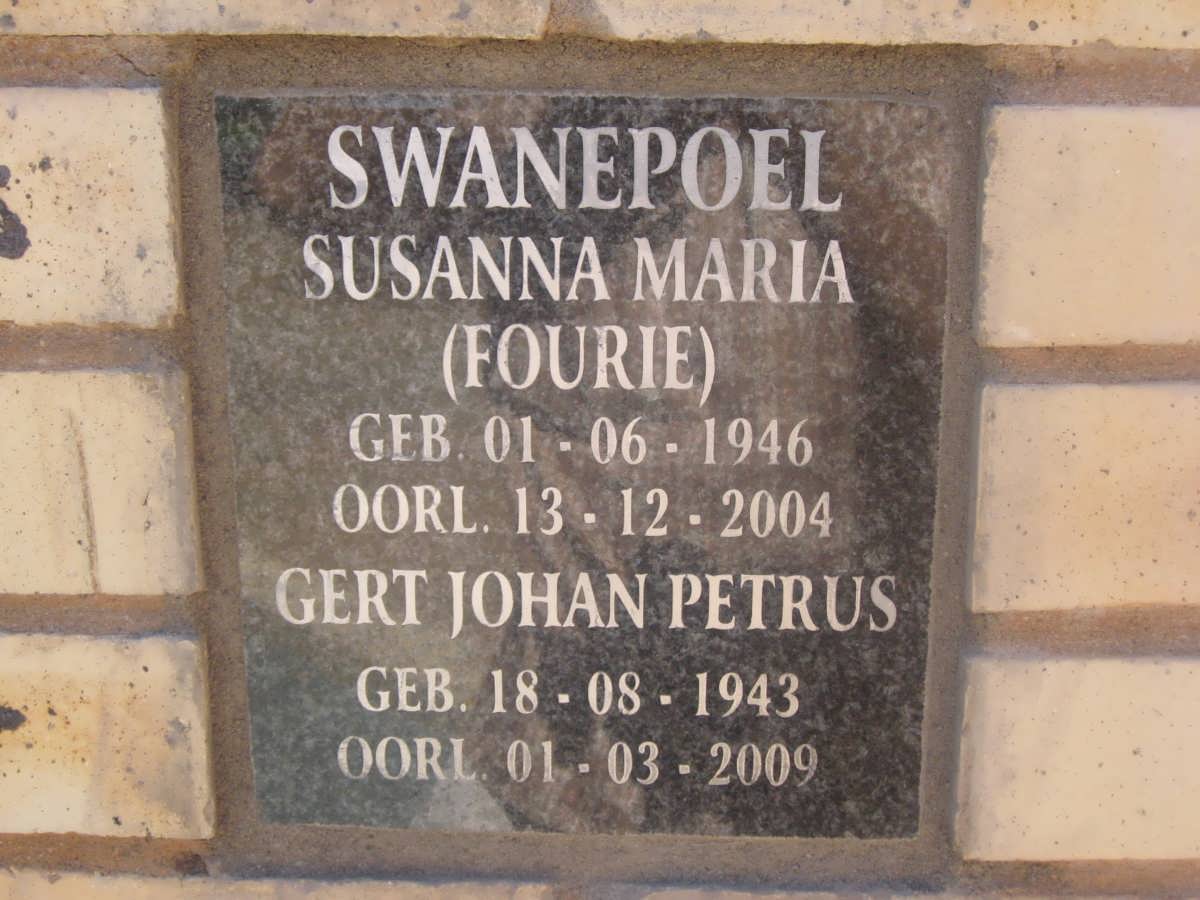 SWANEPOEL
SUSANNA MARIA
(FOURIE)
GEB. 01 - 06 - 1946
OORL. 13 - 12 - 2004
GERT JOHAN PETRUS
GEB. 18 - 08 - 1943
OORL. 01 - 03 - 2009